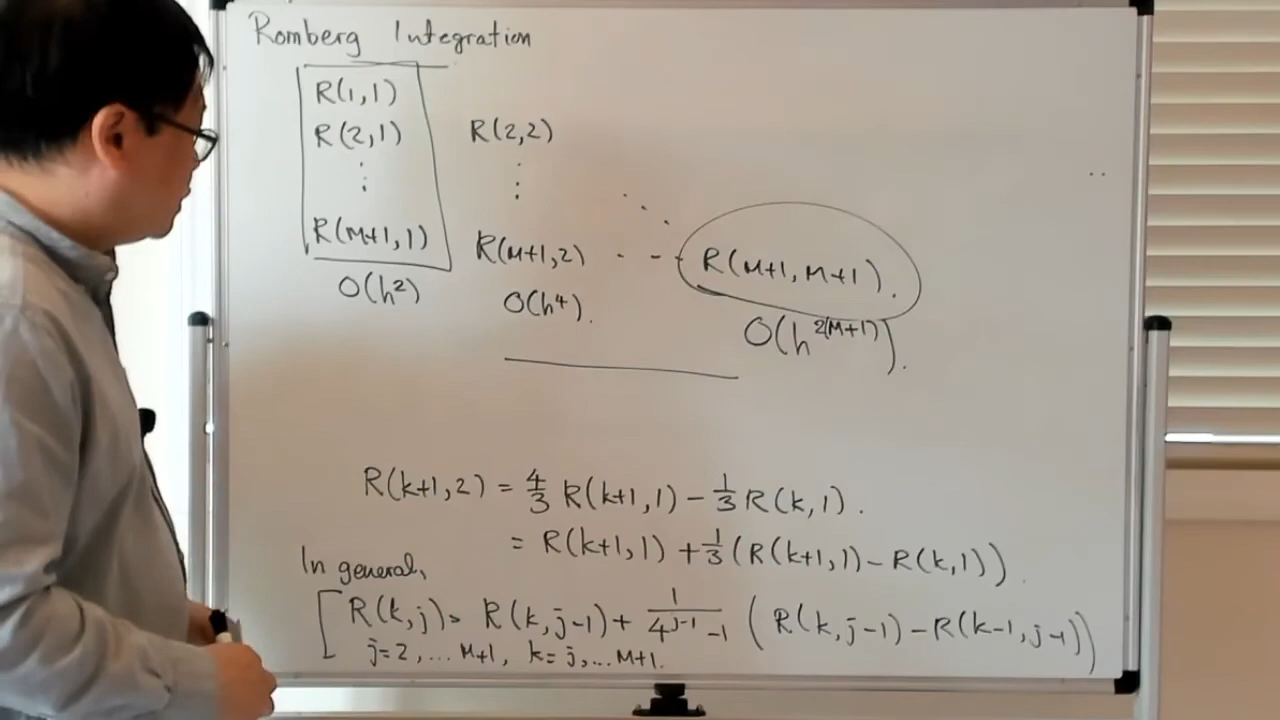 Romberg Integration
R(1,1)
R(2,1) R(2,2)
⋮ ⋮ ⋱
R(M+1,1) R(M+1,2) - - - R(M+1,M+1).
O(h²) O(h⁴). O(h^{2(M+1)}).
R(k+1,2) = 4/3 R(k+1,1) - 1/3 R(k,1).
= R(k+1,1) + 1/3 (R(k+1,1) - R(k,1)).
In general,
R(k,j) = R(k,j-1) + 1/(4^{j-1} - 1) (R(k,j-1) - R(k-1,j-1))
j=2,...M+1, k=j,...M+1.